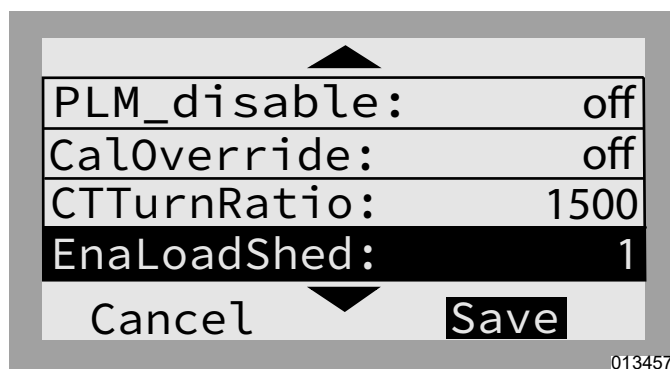 PLM_disable: off
CalOverride: off
CTTurnRatio: 1500
EnaLoadShed: 1
Cancel Save
013457